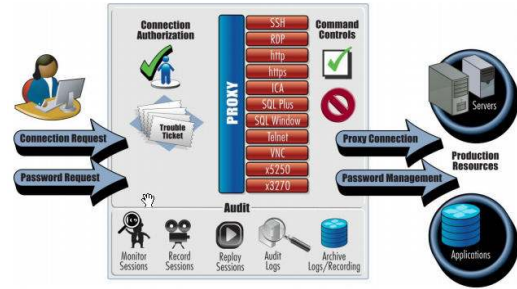 Connection
Authorization
Trouble
Ticket
PROXY
SSH
RDP
http
https
ICA
SQL Plus
SQL Window
Telnet
VNC
x5250
x3270
Command
Controls
Connection Request
Password Request
Proxy Connection
Password Management
Servers
Production
Resources
Applications
Audit
Monitor
Sessions
Record
Sessions
Replay
Sessions
Audit
Logs
Archive
Logs/Recording